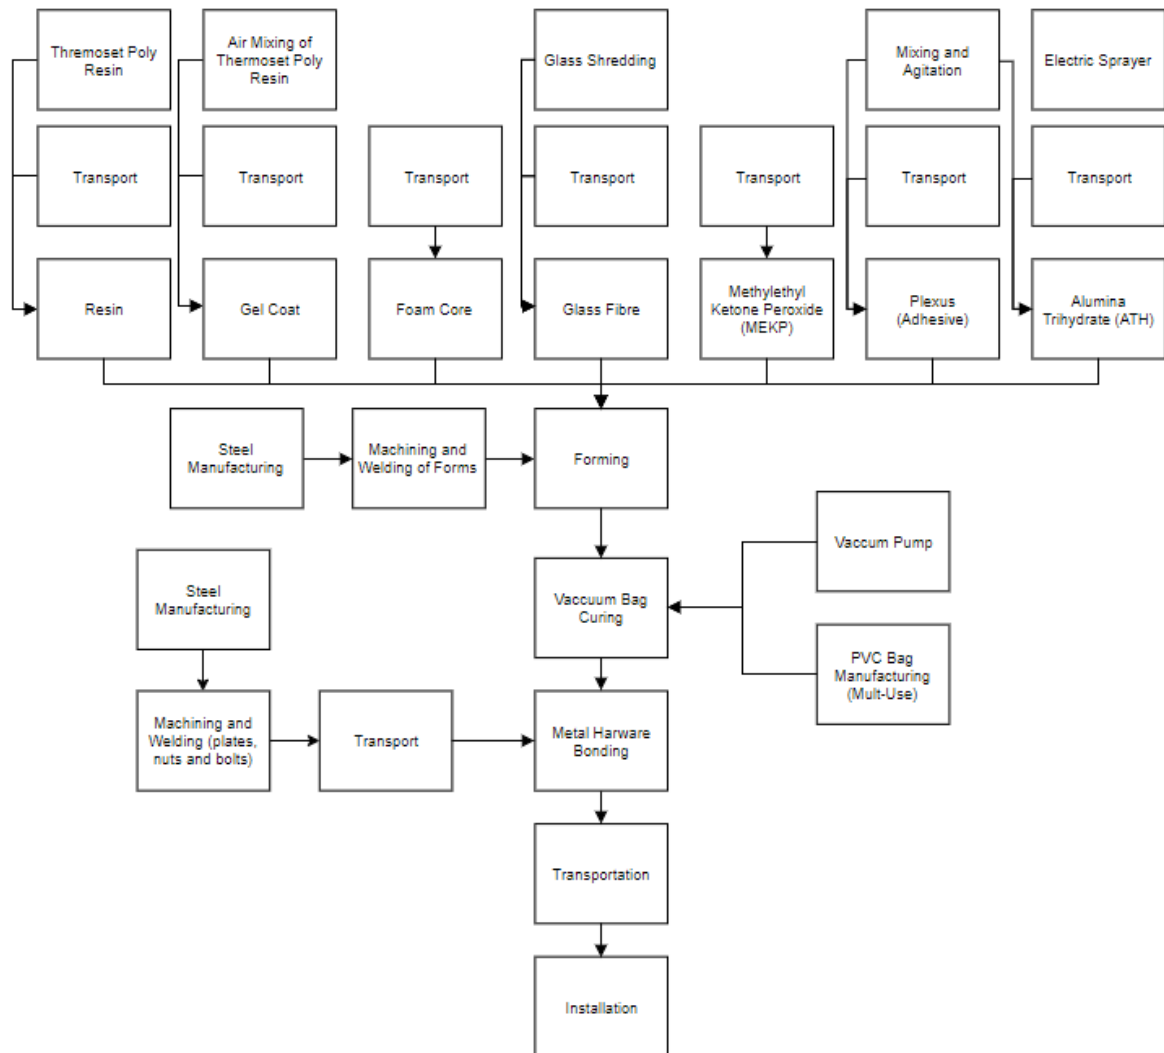 Thremoset Poly
Resin
Air Mixing of
Thermoset Poly
Resin
Glass Shredding
Mixing and
Agitation
Electric Sprayer
Transport
Transport
Transport
Transport
Transport
Transport
Transport
Resin
Gel Coat
Foam Core
Glass Fibre
Methylethyl
Ketone Peroxide
(MEKP)
Plexus
(Adhesive)
Alumina
Trihydrate (ATH)
Steel
Manufacturing
Machining and
Welding of Forms
Forming
Vaccum Pump
Steel
Manufacturing
Vaccuum Bag
Curing
PVC Bag
Manufacturing
(Mult-Use)
Machining and
Welding (plates,
nuts and bolts)
Transport
Metal Harware
Bonding
Transportation
Installation